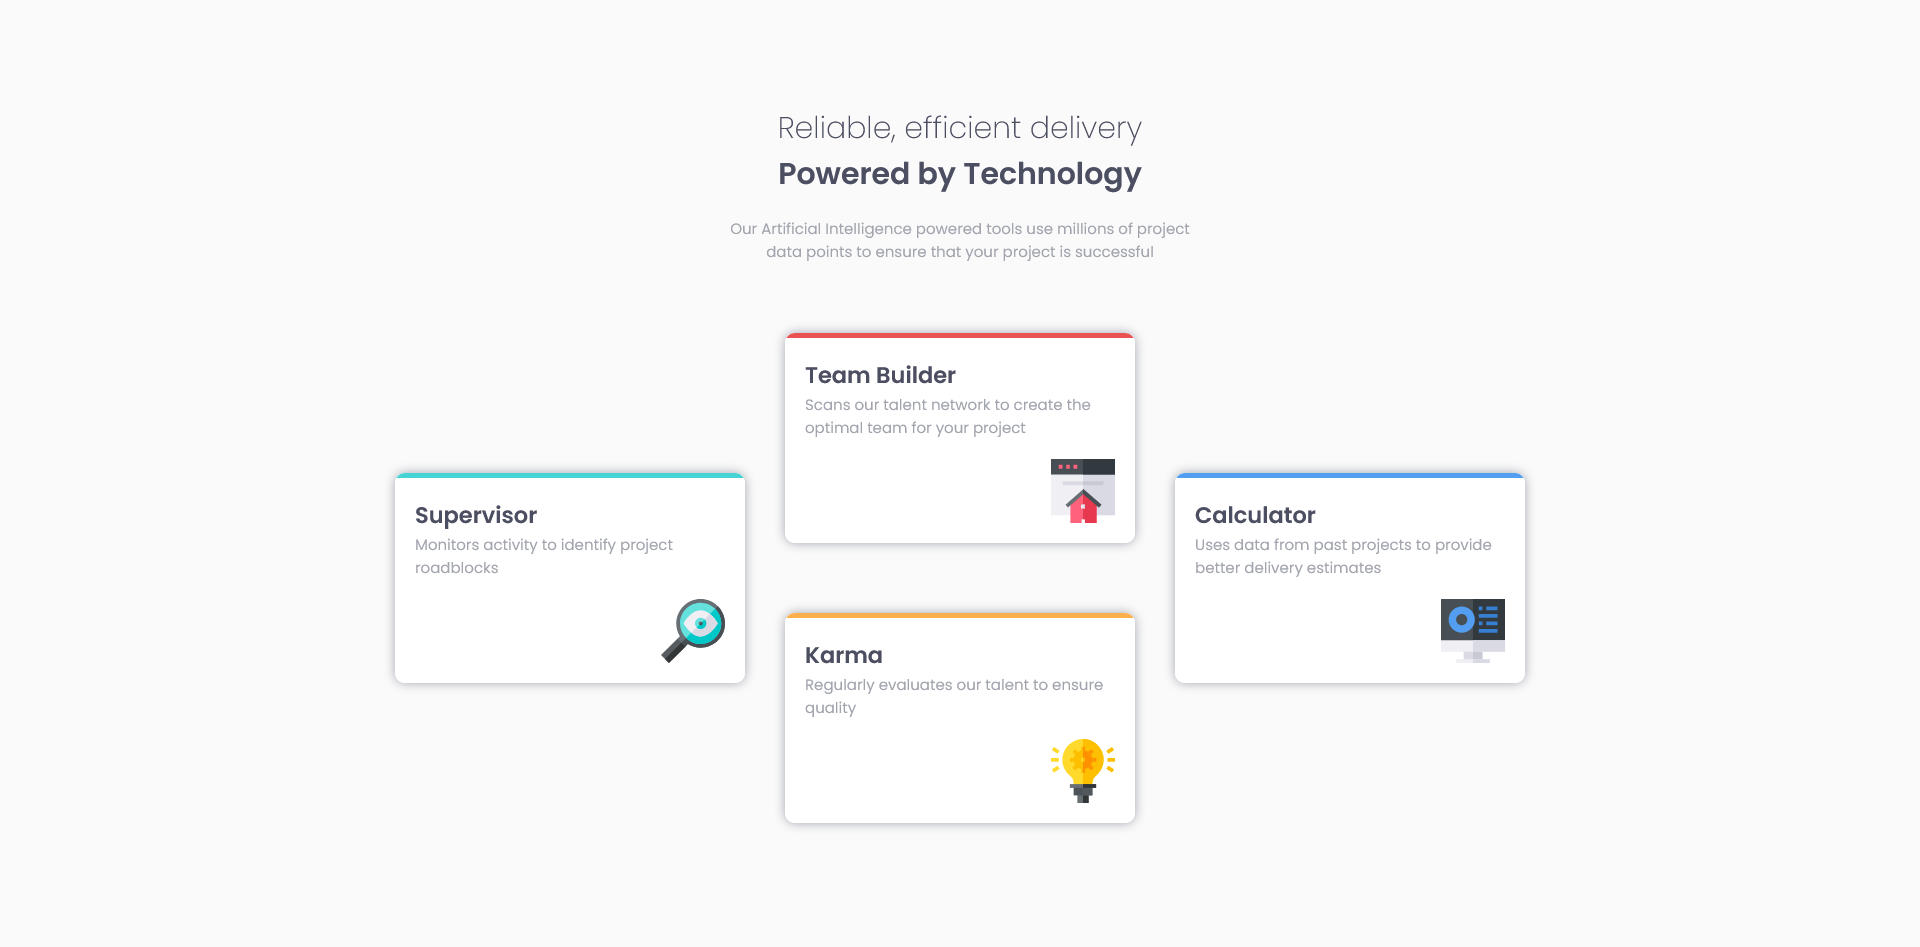 Reliable, efficient delivery
Powered by Technology
Our Artificial Intelligence powered tools use millions of project
data points to ensure that your project is successful
Team Builder
Scans our talent network to create the
optimal team for your project
Supervisor
Monitors activity to identify project
roadblocks
Calculator
Uses data from past projects to provide
better delivery estimates
Karma
Regularly evaluates our talent to ensure
quality